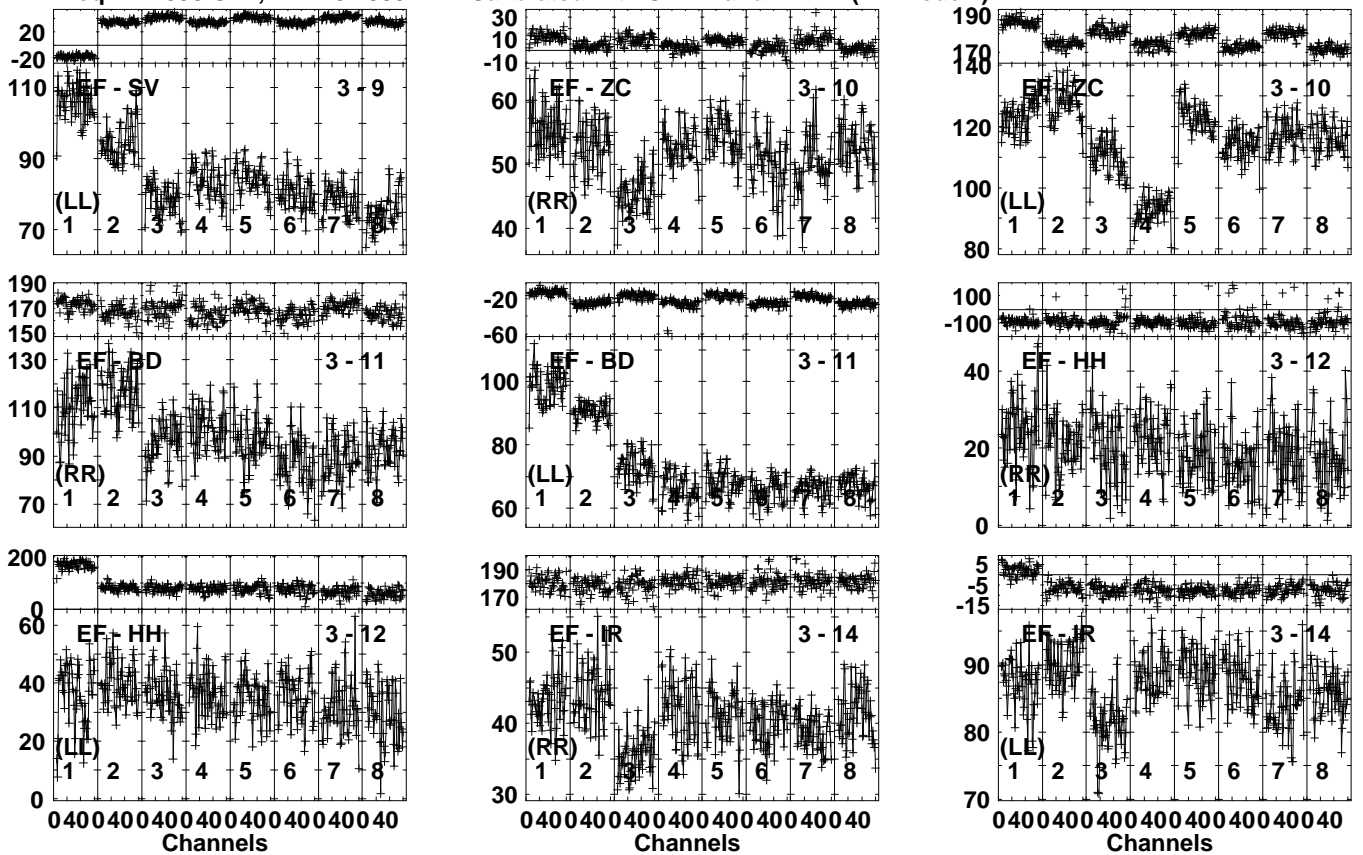 20
-20
110
90
70
EF - SV 3 - 9
(LL)
1 2 3 4 5 6 7 8
30
10
-10
60
50
40
EF - ZC 3 - 10
(RR)
1 2 3 4 5 6 7 8
190
170
140
120
100
80
EF - ZC 3 - 10
(LL)
1 2 3 4 5 6 7 8
190
170
150
130
110
90
70
EF - BD 3 - 11
(RR)
1 2 3 4 5 6 7 8
-20
-60
100
80
60
EF - BD 3 - 11
(LL)
1 2 3 4 5 6 7 8
100
-100
40
20
0
EF - HH 3 - 12
(RR)
1 2 3 4 5 6 7 8
200
0
60
40
20
0
EF - HH 3 - 12
(LL)
1 2 3 4 5 6 7 8
0 40 0 40 0 40 0 40 0 40 0 40 0 40 0 40
Channels
190
170
50
40
30
EF - IR 3 - 14
(RR)
1 2 3 4 5 6 7 8
0 40 0 40 0 40 0 40 0 40 0 40 0 40 0 40
Channels
5
-5
-15
90
80
70
EF - IR 3 - 14
(LL)
1 2 3 4 5 6 7 8
0 40 0 40 0 40 0 40 0 40 0 40 0 40 0 40
Channels